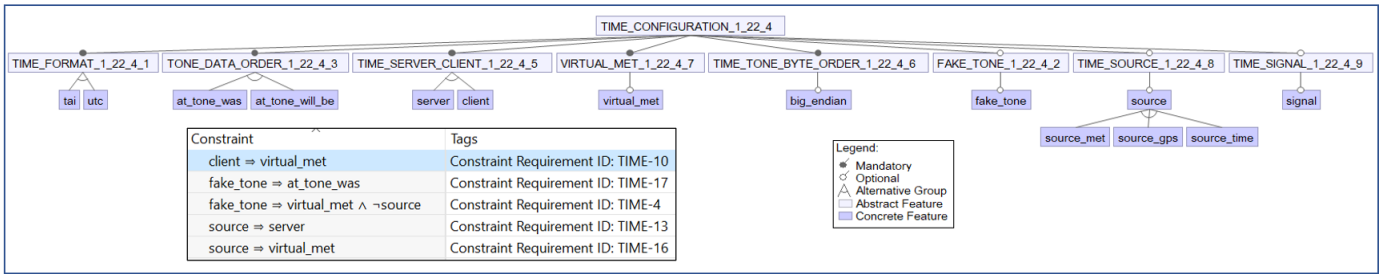 TIME_CONFIGURATION_1_22_4
TIME_FORMAT_1_22_4_1 TONE_DATA_ORDER_1_22_4_3 TIME_SERVER_CLIENT_1_22_4_5 VIRTUAL_MET_1_22_4_7 TIME_TONE_BYTE_ORDER_1_22_4_6 FAKE_TONE_1_22_4_2 TIME_SOURCE_1_22_4_8 TIME_SIGNAL_1_22_4_9
tai utc at_tone_was at_tone_will_be server client virtual_met big_endian fake_tone source signal
source_met source_gps source_time
Constraint Tags
client ⇒ virtual_met Constraint Requirement ID: TIME-10
fake_tone ⇒ at_tone_was Constraint Requirement ID: TIME-17
fake_tone ⇒ virtual_met ∧ ¬source Constraint Requirement ID: TIME-4
source ⇒ server Constraint Requirement ID: TIME-13
source ⇒ virtual_met Constraint Requirement ID: TIME-16
Legend:
Mandatory
Optional
Alternative Group
Abstract Feature
Concrete Feature